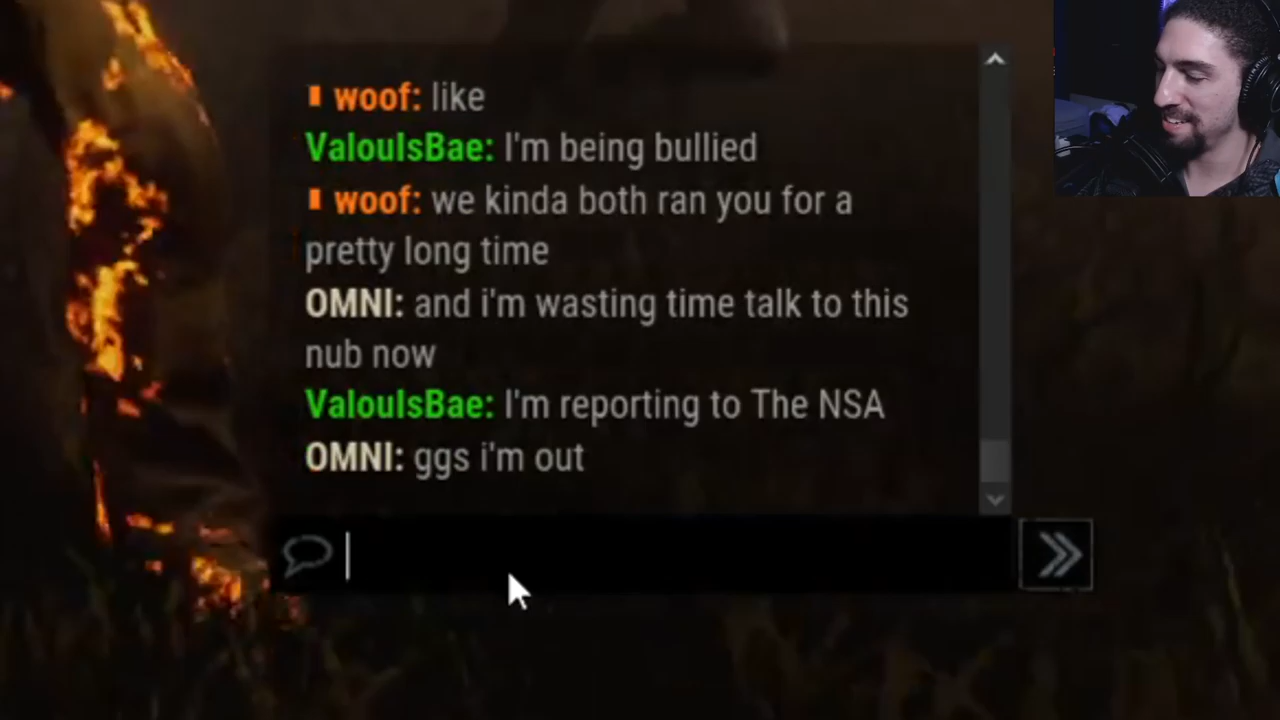 woof: like
ValouIsBae: I'm being bullied
woof: we kinda both ran you for a
pretty long time
OMNI: and i'm wasting time talk to this
nub now
ValouIsBae: I'm reporting to The NSA
OMNI: ggs i'm out